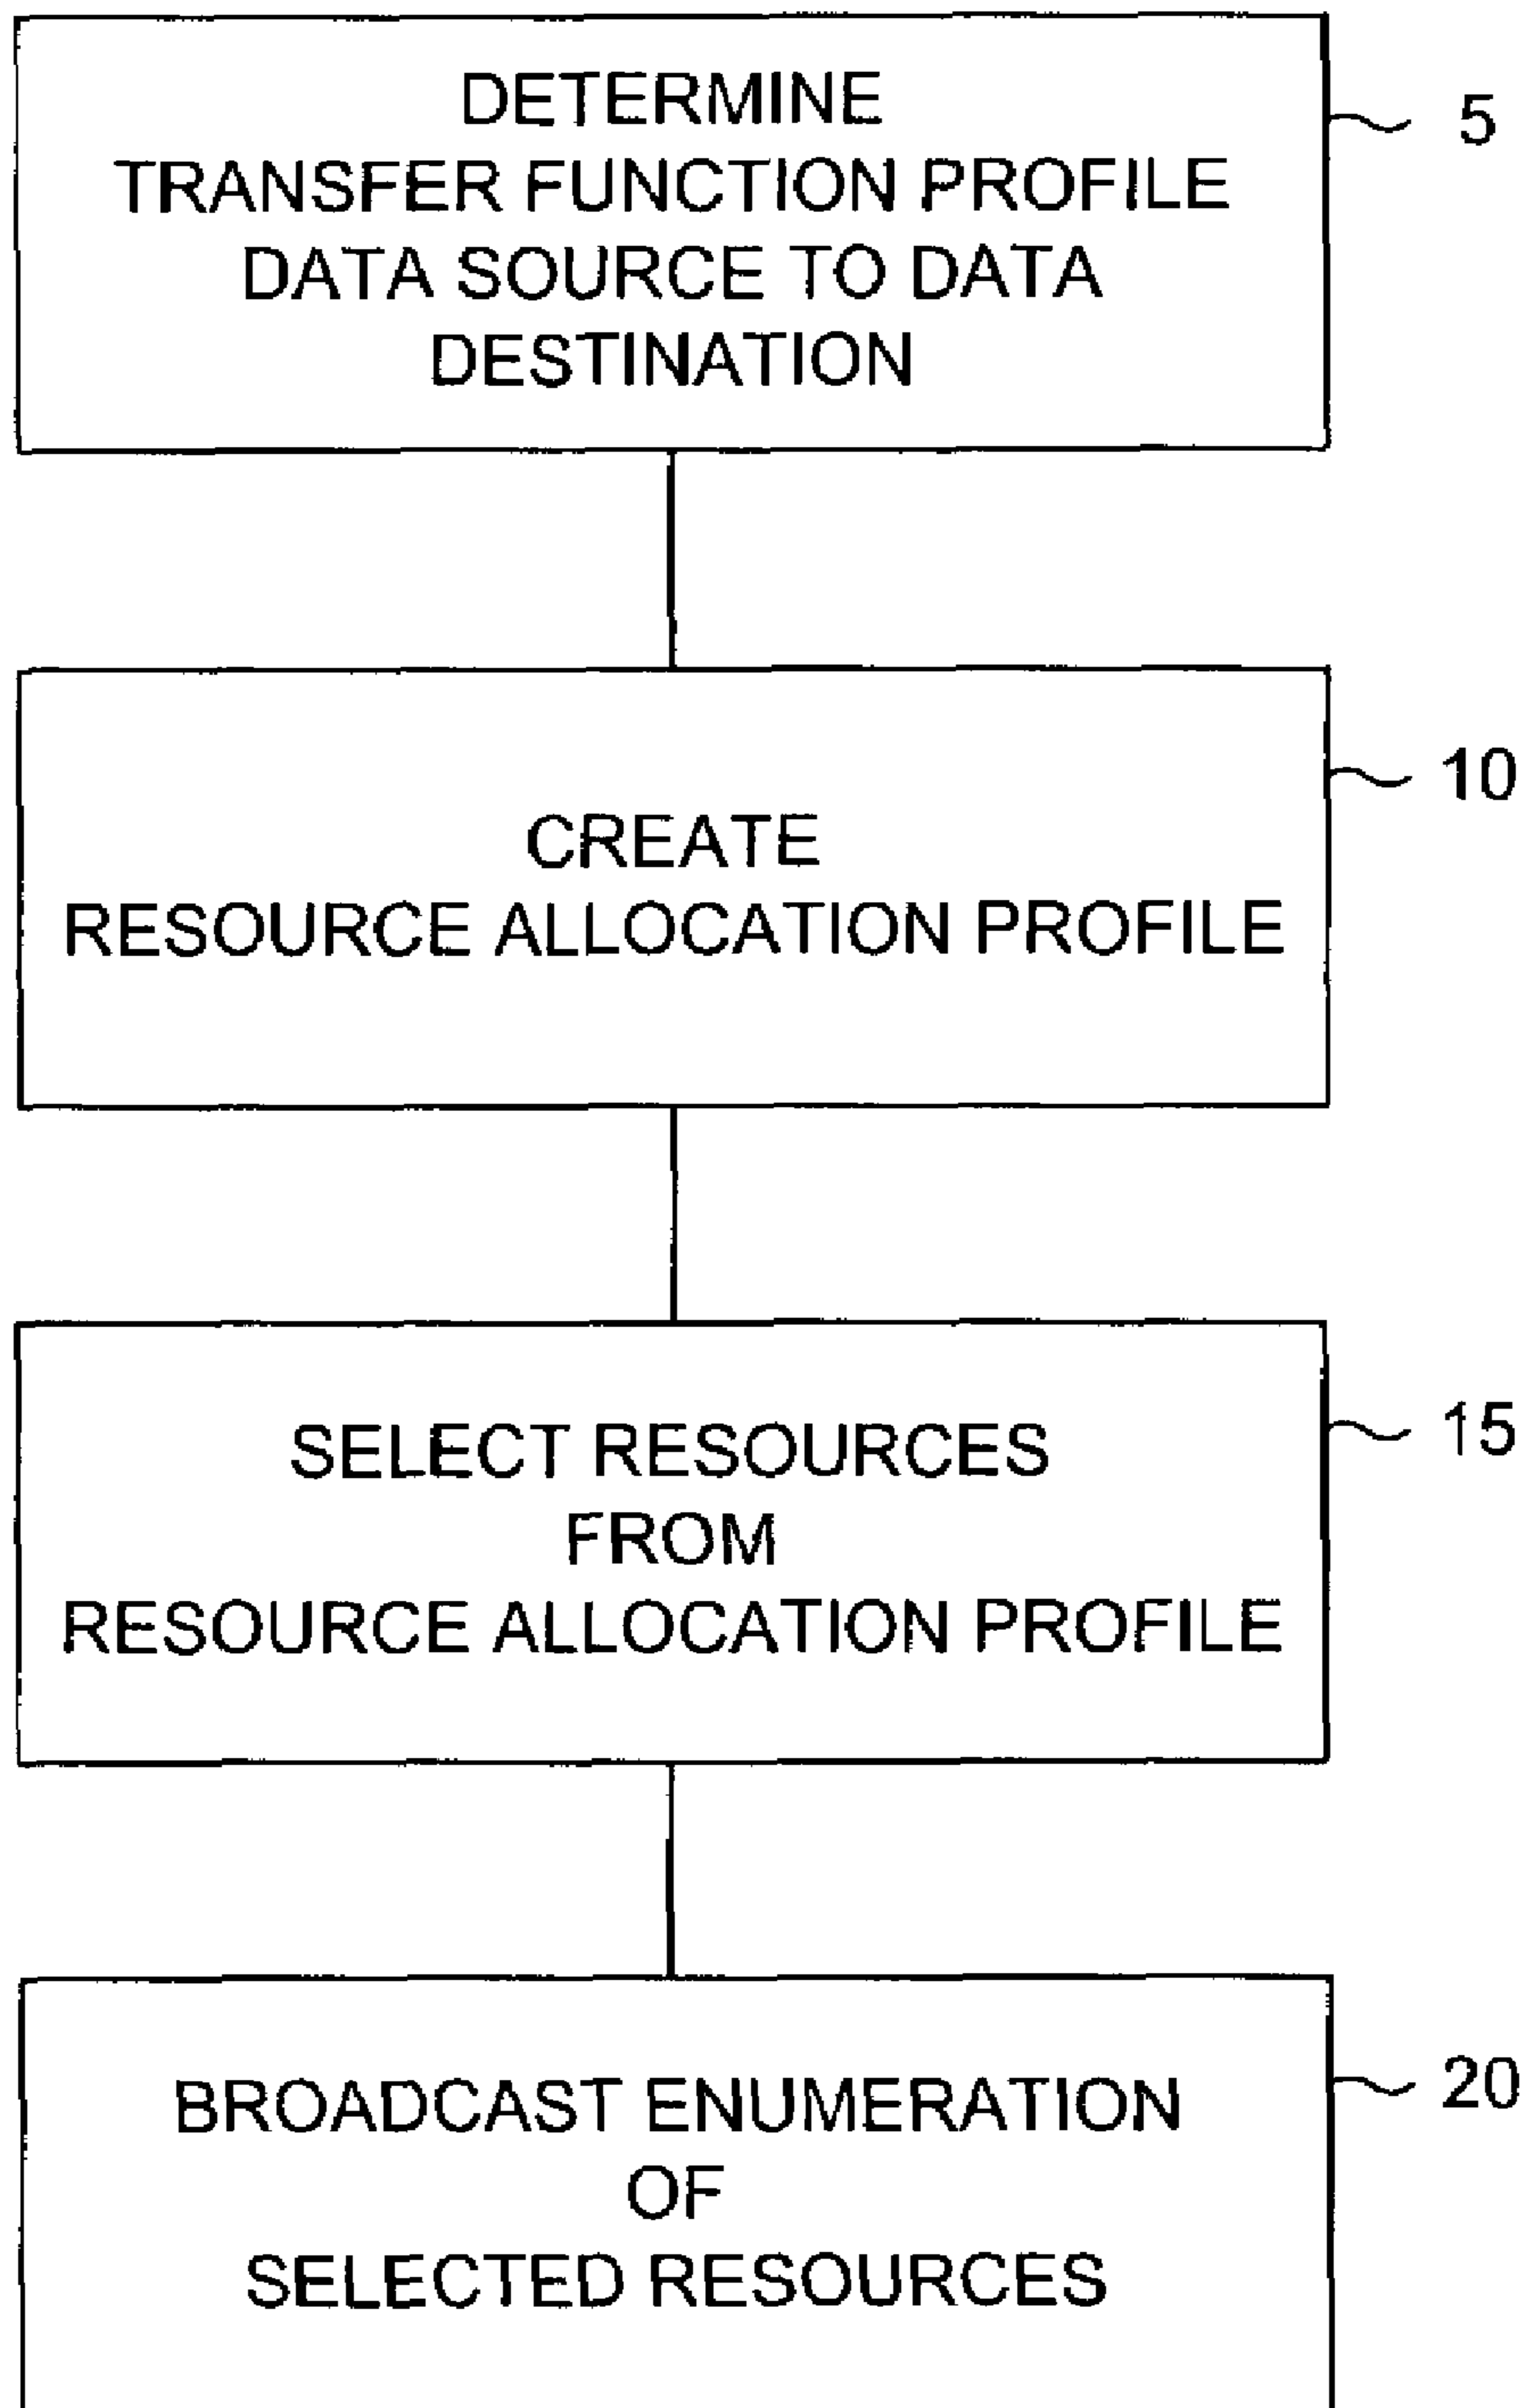 DETERMINE
TRANSFER FUNCTION PROFILE
DATA SOURCE TO DATA
DESTINATION
5
CREATE
RESOURCE ALLOCATION PROFILE
10
SELECT RESOURCES
FROM
RESOURCE ALLOCATION PROFILE
15
BROADCAST ENUMERATION
OF
SELECTED RESOURCES
20